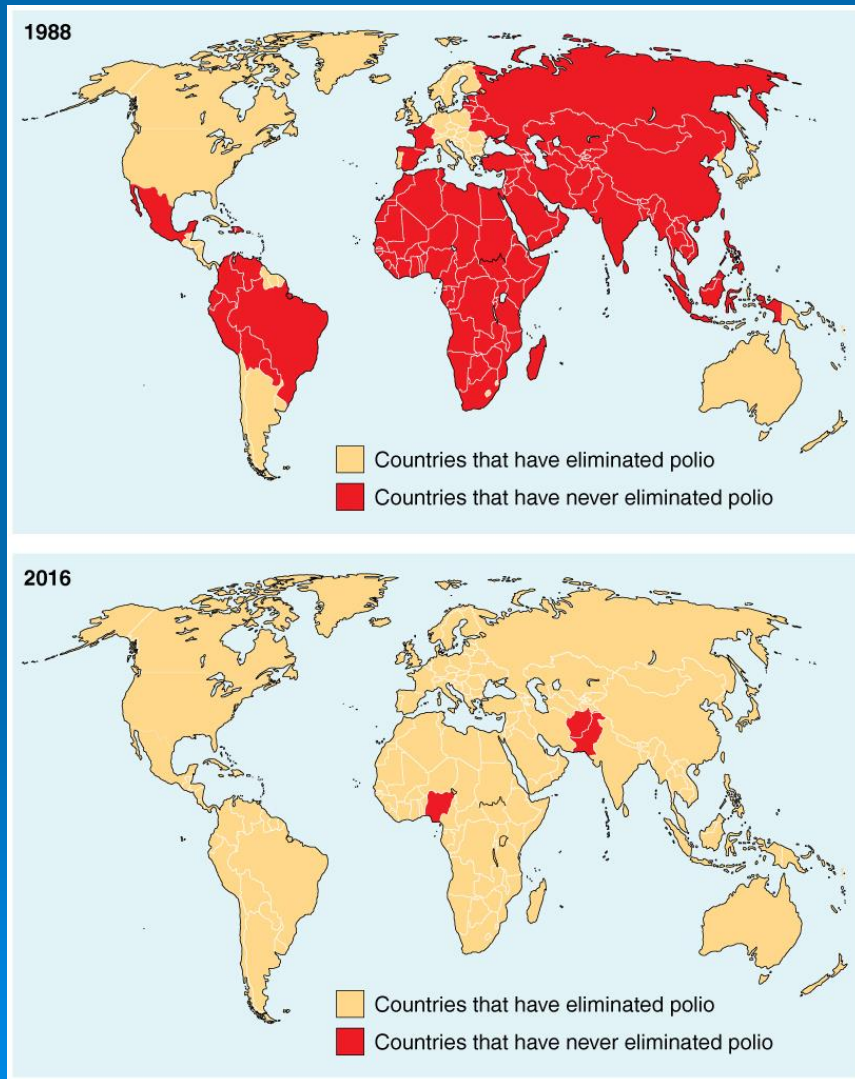 1988
Countries that have eliminated polio
Countries that have never eliminated polio
2016
Countries that have eliminated polio
Countries that have never eliminated polio